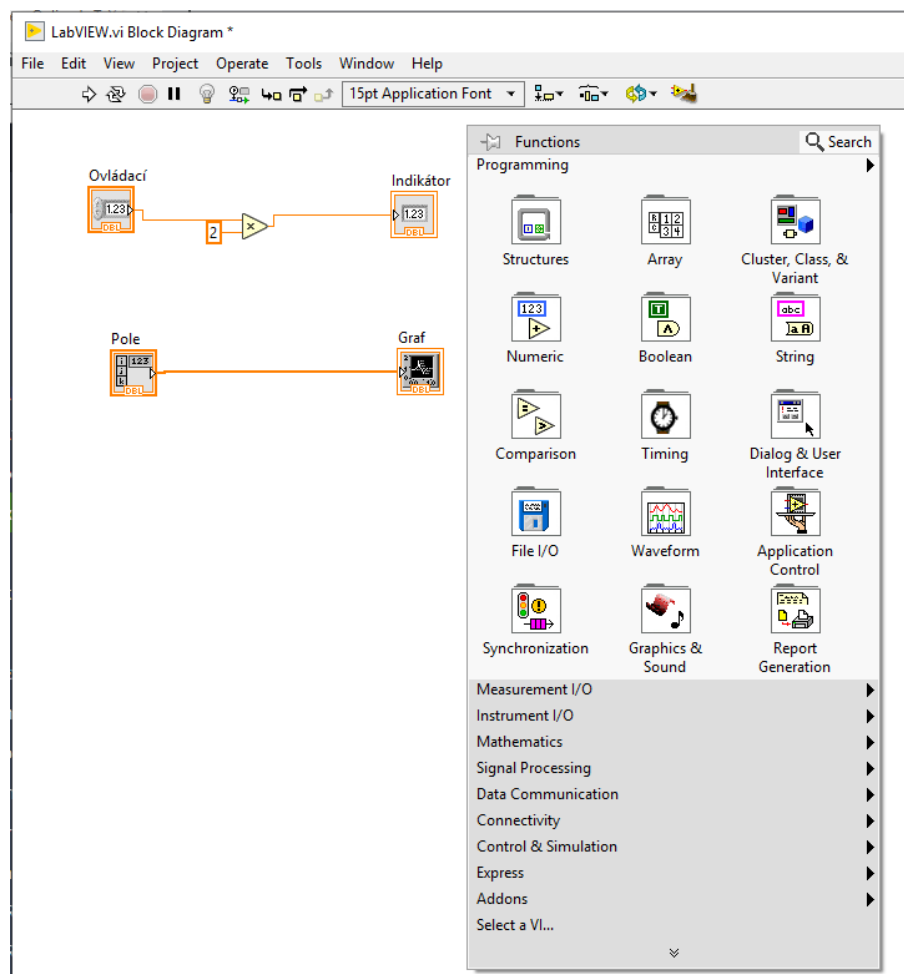 LabVIEW.vi Block Diagram *
File Edit View Project Operate Tools Window Help
15pt Application Font
Ovládací
1.23
DBL
2
Indikátor
1.23
DBL
Pole
123
DBL
Graf
DBL
Functions
Search
Programming
Structures
Array
Cluster, Class, &
Variant
123
Numeric
Boolean
abc
String
Comparison
Timing
Dialog & User
Interface
File I/O
Waveform
Application
Control
Synchronization
Graphics &
Sound
Report
Generation
Measurement I/O
Instrument I/O
Mathematics
Signal Processing
Data Communication
Connectivity
Control & Simulation
Express
Addons
Select a VI...